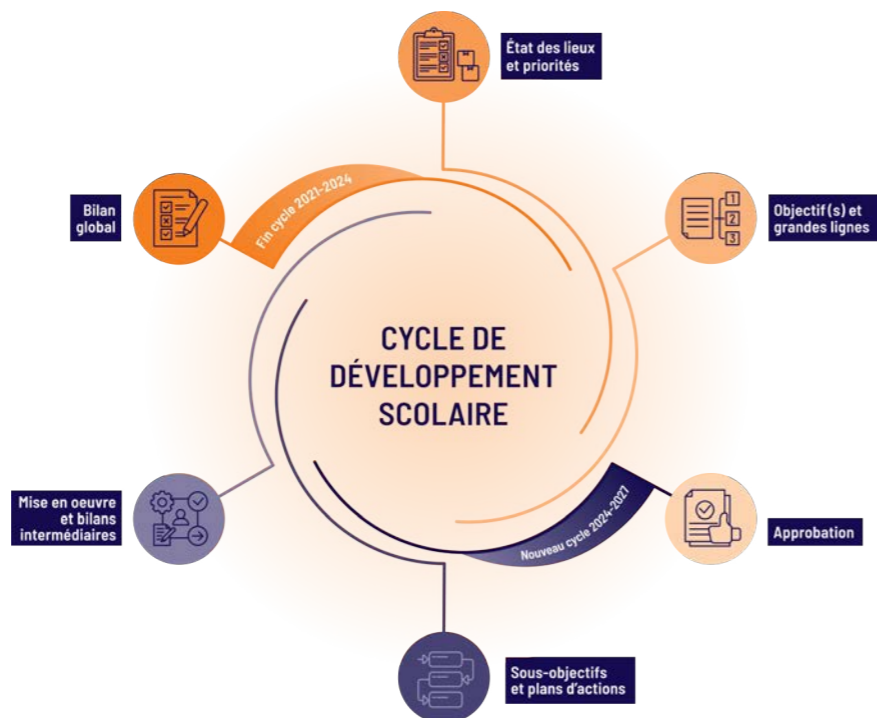 État des lieux
et priorités
Bilan
global
Fin cycle 2021-2024
1
2
3
Objectif(s) et
grandes lignes
CYCLE DE
DÉVELOPPEMENT
SCOLAIRE
Mise en oeuvre
et bilans
intermédiaires
Nouveau cycle 2024-2027
Approbation
Sous-objectifs
et plans d'actions